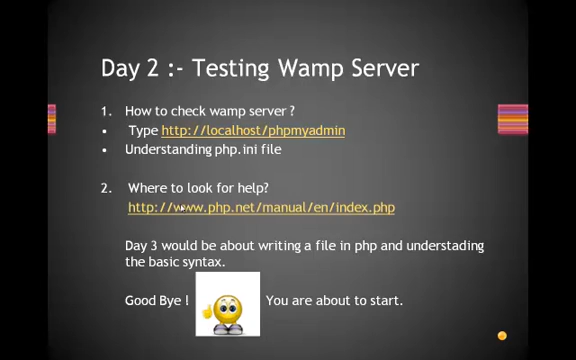 Day 2 :- Testing Wamp Server
1. How to check wamp server ?
▪ Type http://localhost/phpmyadmin
▪ Understanding php.ini file
2. Where to look for help?
http://www.php.net/manual/en/index.php
Day 3 would be about writing a file in php and understading
the basic syntax.
Good Bye ! You are about to start.